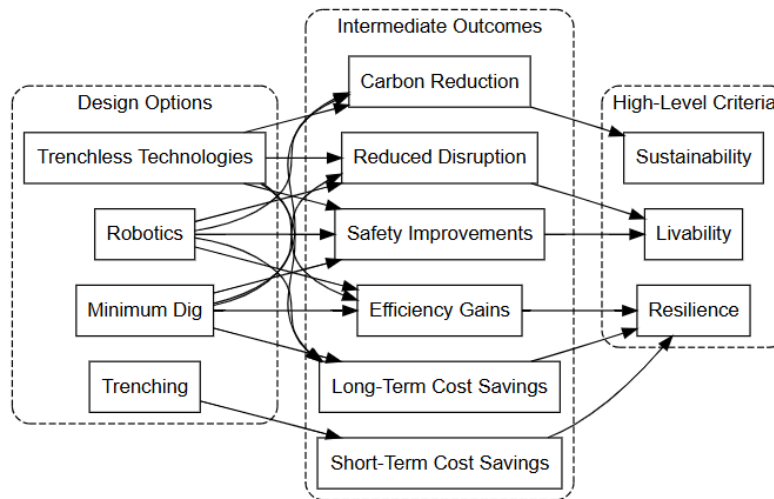 Intermediate Outcomes
Design Options
High-Level Criteria
Carbon Reduction
Trenchless Technologies
Reduced Disruption
Sustainability
Robotics
Safety Improvements
Livability
Minimum Dig
Efficiency Gains
Resilience
Trenching
Long-Term Cost Savings
Short-Term Cost Savings